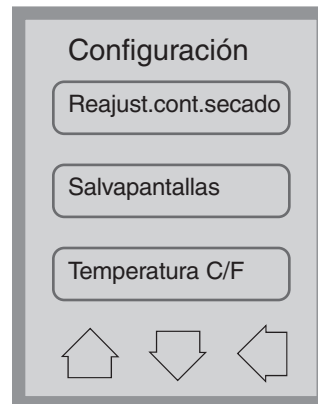 Configuración
Reajust.cont.secado
Salvapantallas
Temperatura C/F